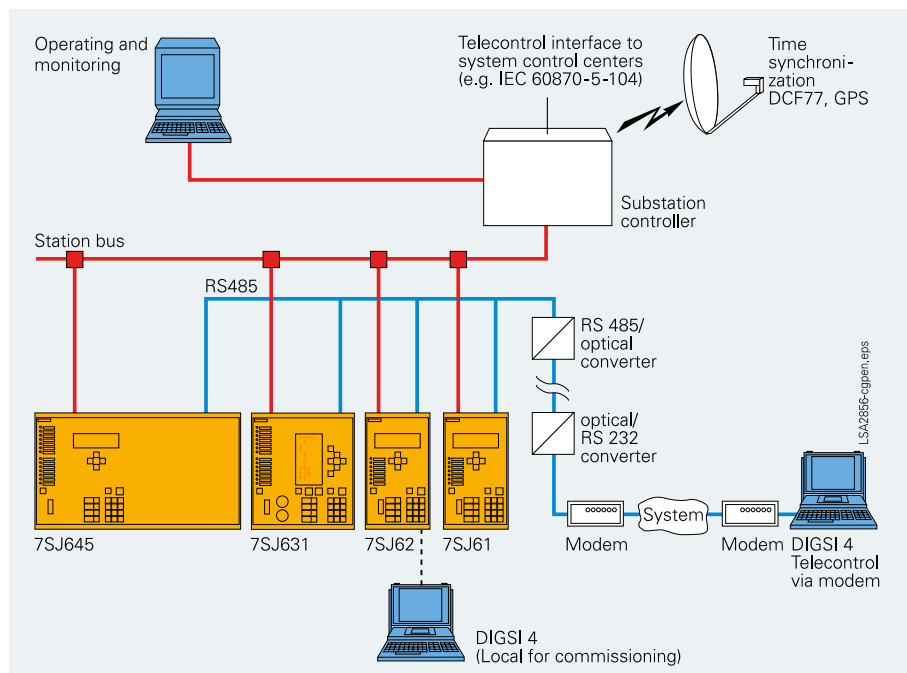 Operating and
monitoring
Telecontrol interface to
system control centers
(e.g. IEC 60870-5-104)
Time
synchroni-
zation
DCF77, GPS
Substation
controller
Station bus
RS485
RS 485/
optical
converter
optical/
RS 232
converter
LSA2856-cgpen.eps
7SJ645
7SJ631
7SJ62
7SJ61
Modem
System
Modem
DIGSI 4
Telecontrol
via modem
DIGSI 4
(Local for commissioning)